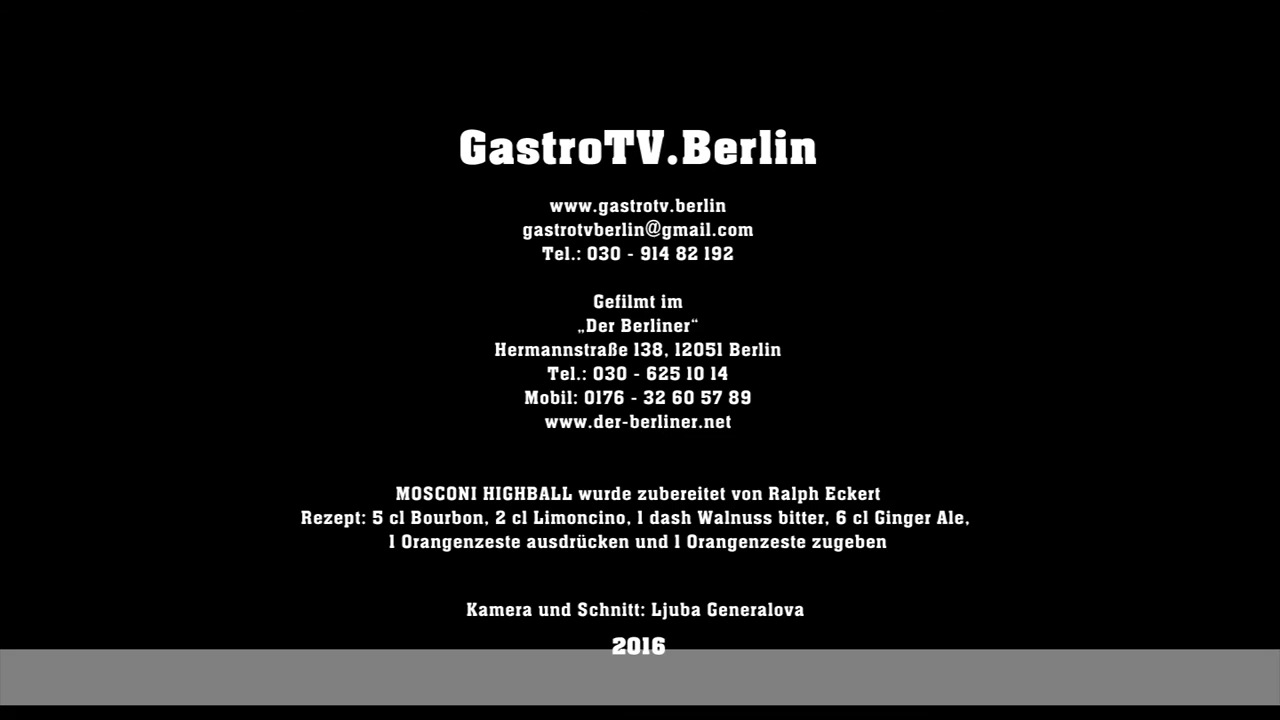 GastroTV.Berlin
www.gastrotv.berlin
gastrotvberlin@gmail.com
Tel.: 030 - 914 82 192
Gefilmt im
„Der Berliner“
Hermannstraße 138, 12051 Berlin
Tel.: 030 - 625 10 14
Mobil: 0176 - 32 60 57 89
www.der-berliner.net
MOSCONI HIGHBALL wurde zubereitet von Ralph Eckert
Rezept: 5 cl Bourbon, 2 cl Limoncino, 1 dash Walnuss bitter, 6 cl Ginger Ale,
1 Orangenzeste ausdrücken und 1 Orangenzeste zugeben
Kamera und Schnitt: Ljuba Generalova
2016